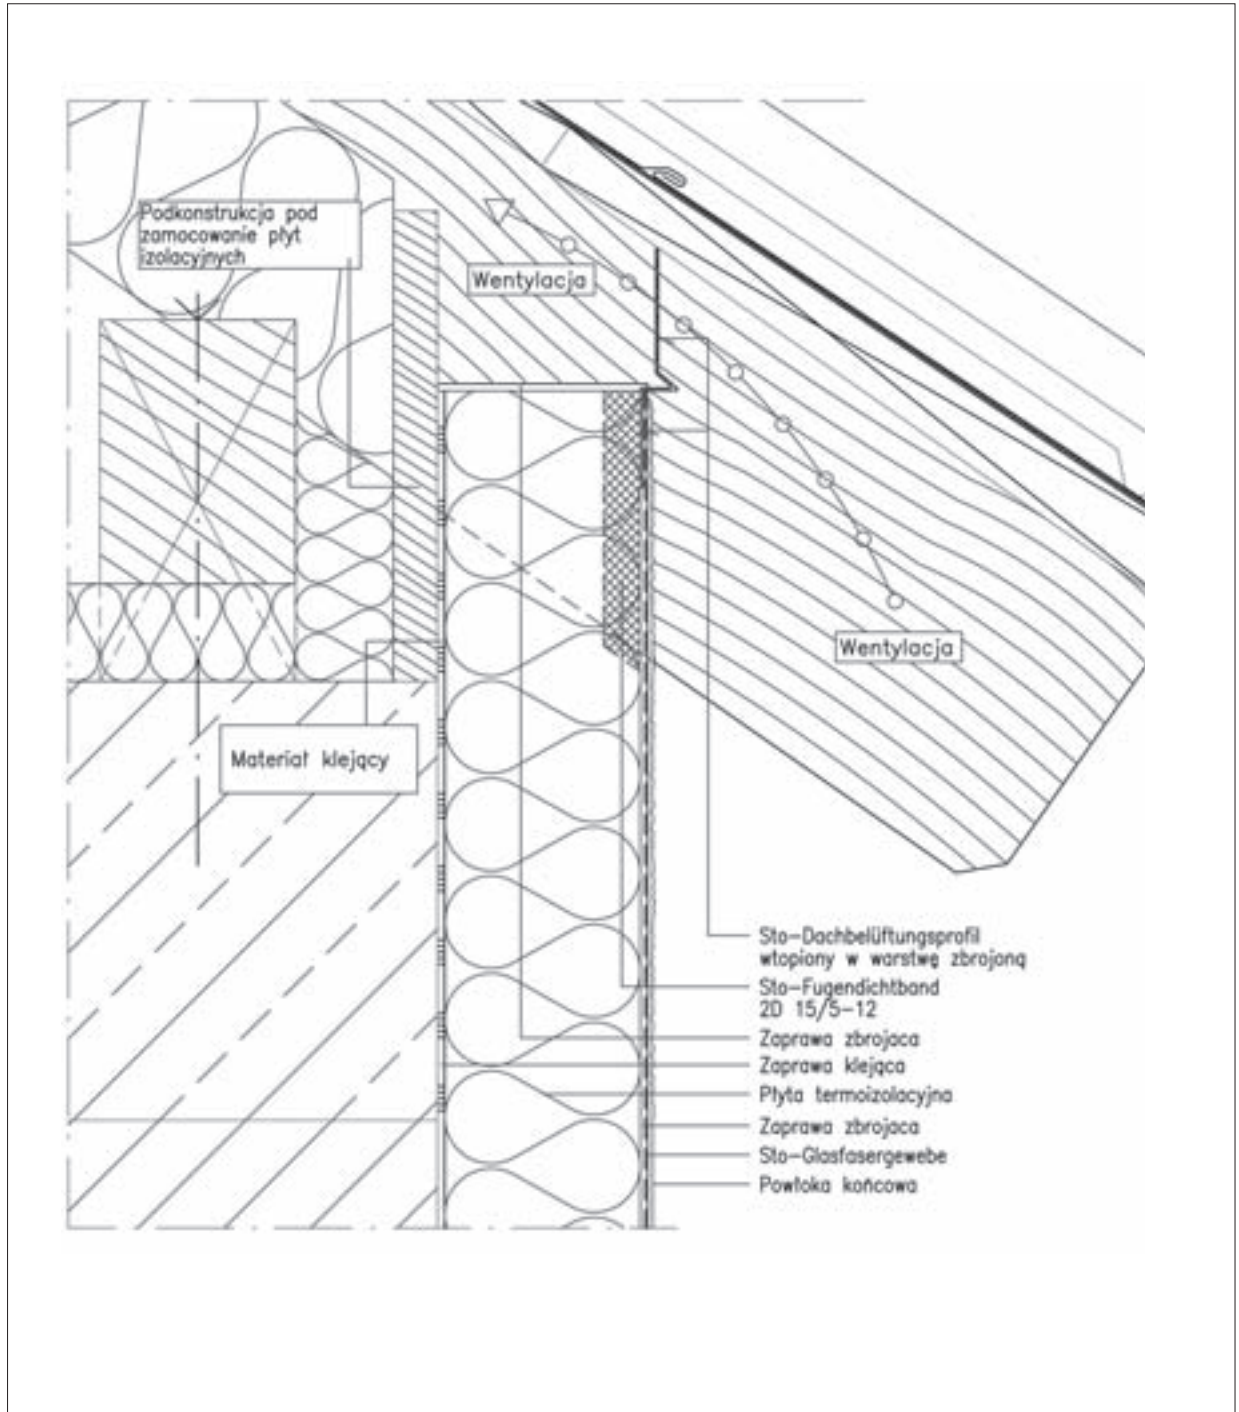 Podkonstrukcja pod
zamocowanie płyt
izolacyjnych
Wentylacja
Wentylacja
Materiał klejący
Sto-Dachbelüftungsprofil
wtopiony w warstwę zbrojoną
Sto-Fugendichtband
2D 15/5-12
Zaprawa zbrojaca
Zaprawa klejąca
Płyta termoizolacyjna
Zaprawa zbrojaca
Sto-Glasfasergewebe
Powłoka końcowa